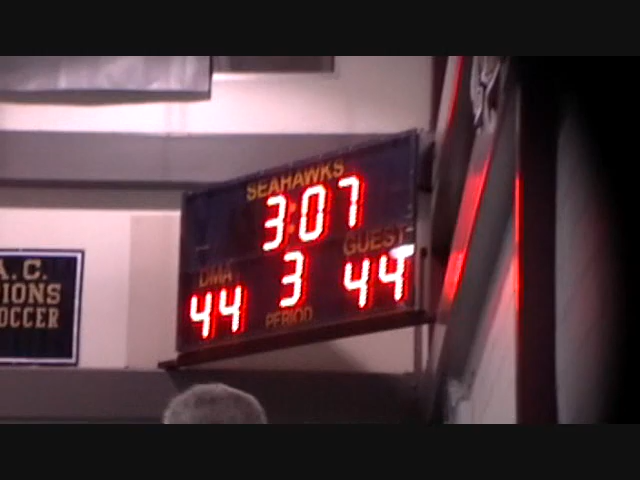 SEAHAWKS
3:07
DMA GUEST
44 3 44
PERIOD
A.C.
IONS
OCCER